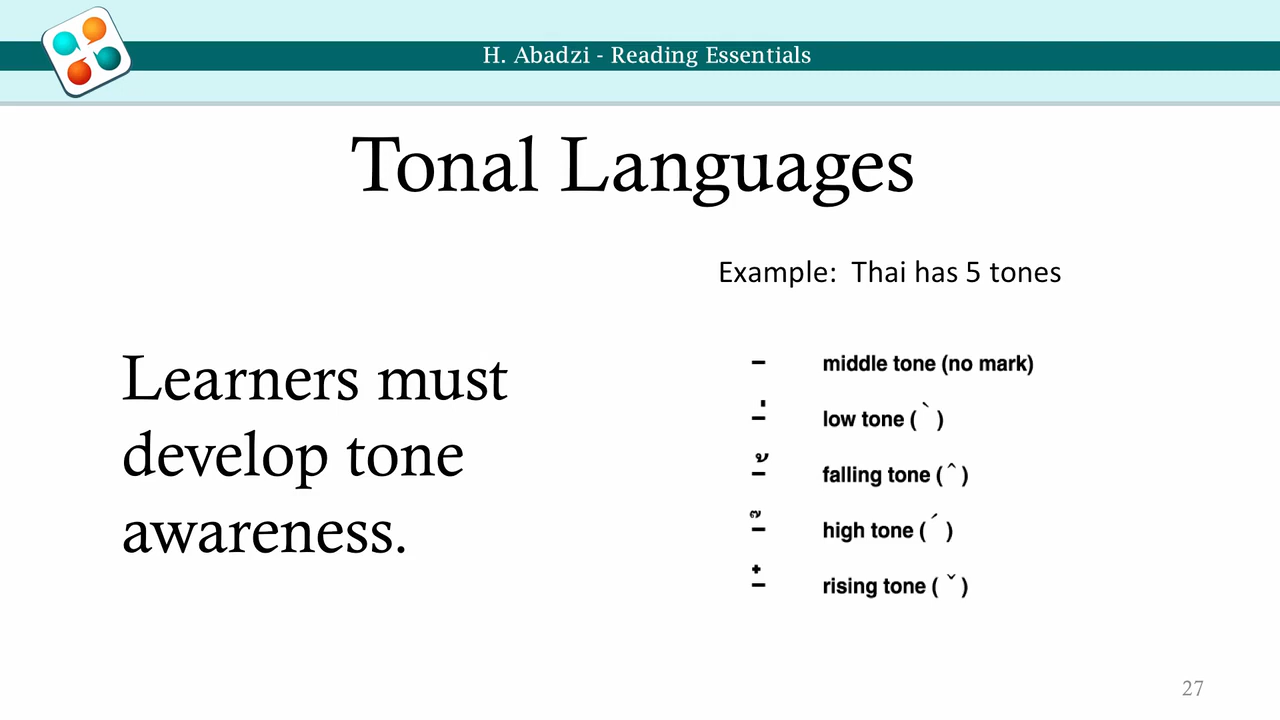 H. Abadzi - Reading Essentials
Tonal Languages
Example: Thai has 5 tones
Learners must
develop tone
awareness.
– middle tone (no mark)
–่ low tone ( ` )
–้ falling tone ( ˆ )
–๊ high tone ( ´ )
–๋ rising tone ( ˇ )
27